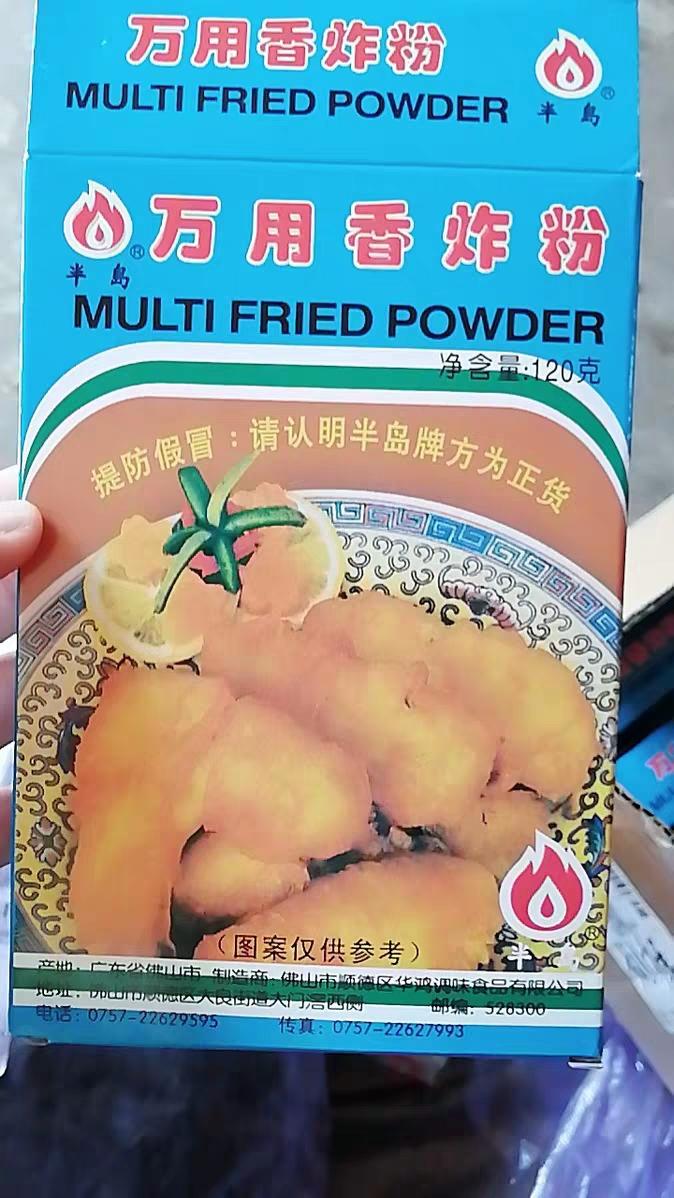 万用香炸粉
MULTI FRIED POWDER
半島
®
万用香炸粉
®
半島
MULTI FRIED POWDER
净含量:120克
提防假冒：请认明半岛牌方为正货
®
半島
(图案仅供参考)
产地: 广东省佛山市 制造商: 佛山市顺德区华鸿调味食品有限公司
地址: 佛山市顺德区大良街道大门滘西侧 邮编: 528300
电话: 0757-22629595 传真: 0757-22627993
万